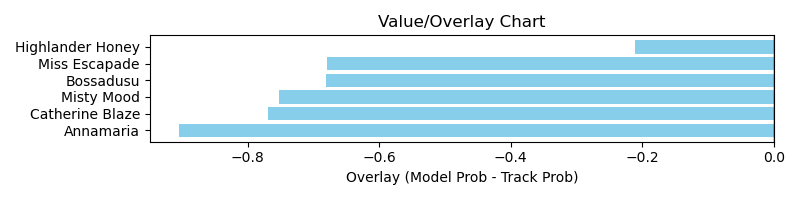 Value/Overlay Chart
Highlander Honey
Miss Escapade
Bossadusu
Misty Mood
Catherine Blaze
Annamaria
−0.8 −0.6 −0.4 −0.2 0.0
Overlay (Model Prob - Track Prob)